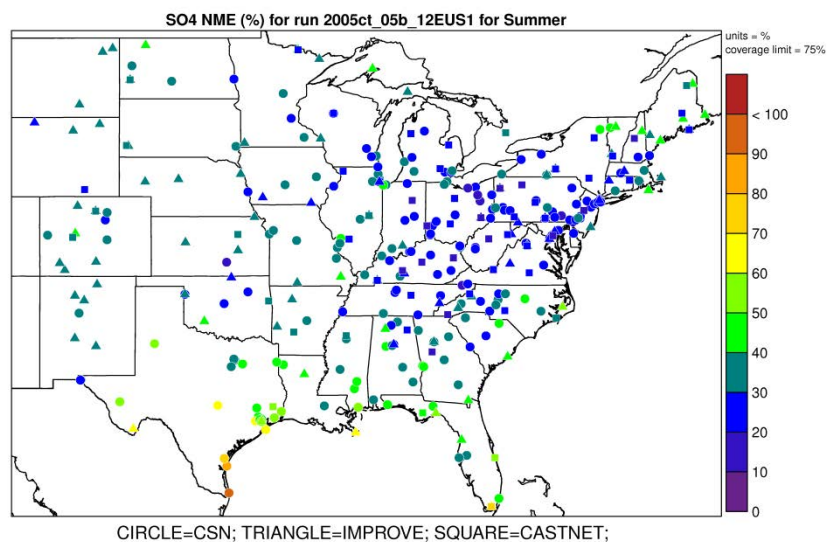 SO4 NME (%) for run 2005ct_05b_12EUS1 for Summer
units = %
coverage limit = 75%
< 100
90
80
70
60
50
40
30
20
10
0
CIRCLE=CSN; TRIANGLE=IMPROVE; SQUARE=CASTNET;